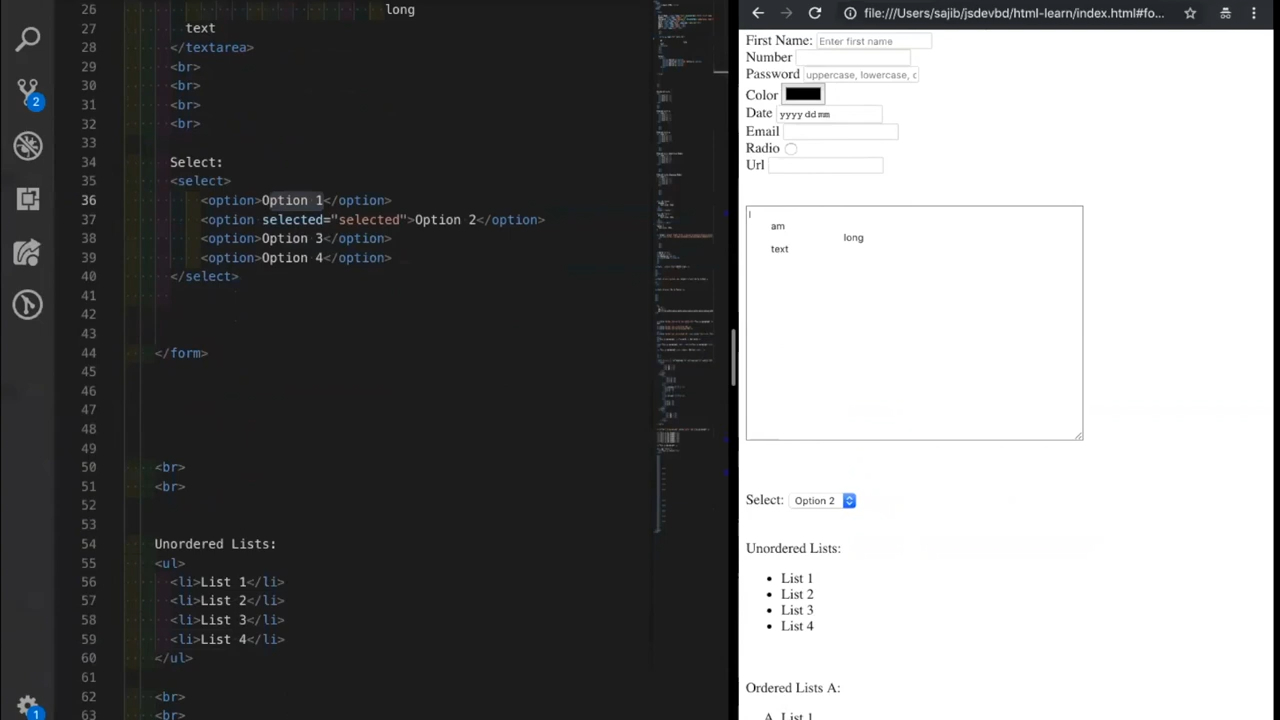 26 long
27 text
28 </textarea>
29 <br>
30 <br>
31 <br>
32 <br>
33
34 Select:
35 <select>
36 <option>Option 1</option>
37 <option selected="selected">Option 2</option>
38 <option>Option 3</option>
39 <option>Option 4</option>
40 </select>
41
42
43
44 </form>
45
46
47
48
49
50 <br>
51 <br>
52
53
54 Unordered Lists:
55 <ul>
56 <li>List 1</li>
57 <li>List 2</li>
58 <li>List 3</li>
59 <li>List 4</li>
60 </ul>
61
62 <br>
63 <br>
2
1
file:///Users/sajib/jsdevbd/html-learn/index.html?fo...
First Name: Enter first name
Number
Password uppercase, lowercase, c
Color
Date yyyy dd mm
Email
Radio
Url
I
am
long
text
Select: Option 2
Unordered Lists:
• List 1
• List 2
• List 3
• List 4
Ordered Lists A:
A. List 1